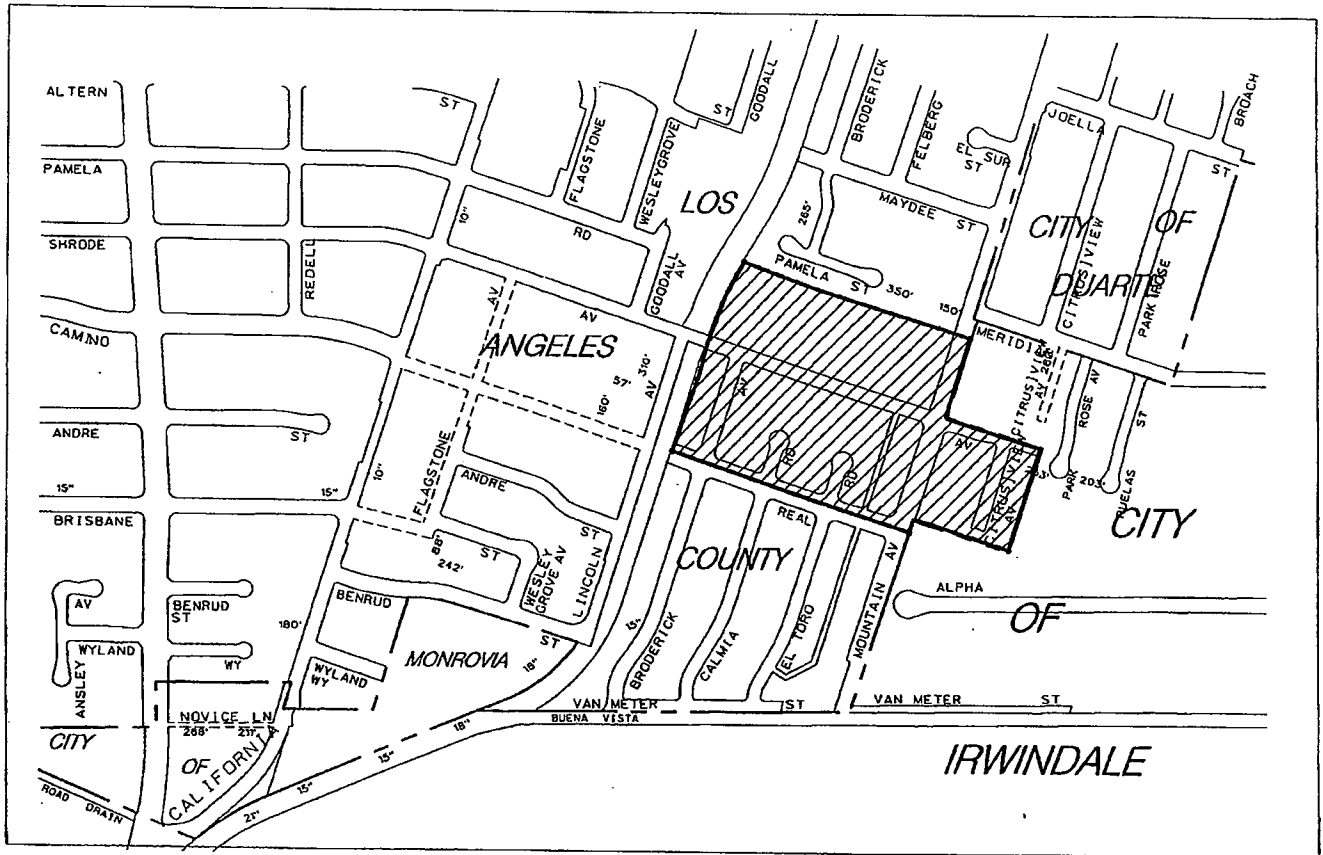 ALTERN
ST
PAMELA
SHRODE
REDELL
CAMINO
ANDRE
ST
15"
15"
BRISBANE
AV
ANSLEY
BENRUD
ST
WYLAND
WY
NOVICE LN
268'
211'
CITY
OF
CALIFORNIA
ROAD DRAIN
21"
15"
15"
18"
18"
15"
10"
10"
180'
FLAGSTONE
WESLEYGROVE
ST
GOODALL
RD
GOODALL
AV
LOS
ANGELES
AV
AV
310'
57'
160'
AV
FLAGSTONE
ANDRE
ST
88'
242'
ST
WESLEY
GROVE AV
LINCOLN
BENRUD
ST
WYLAND
WY
MONROVIA
BRODERICK
FELBERG
EL SUR
ST
MAYDEE
ST
265'
PAMELA
ST
350'
150'
JOELLA
ST
BROACH
CITY OF
DUARTE
CITRUSVIEW
PARK ROSE
MERIDIAN
CITRUSVIEW
AV 268'
ROSE AV
PARK
ST
203'
AV
RD
RD
AV
CITRUSVIEW
AV
REAL
COUNTY
BRODERICK
CALMIA
EL TORO
MOUNTAIN
AV
ALPHA
CITY
OF
IRWINDALE
VAN METER
ST
BUENA VISTA
VAN METER
ST